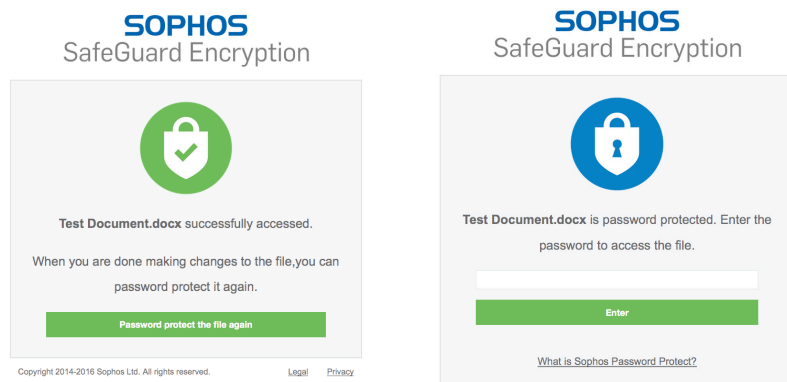 SOPHOS
SafeGuard Encryption
Test Document.docx successfully accessed.
When you are done making changes to the file,you can
password protect it again.
Password protect the file again
Copyright 2014-2016 Sophos Ltd. All rights reserved.
Legal
Privacy
SOPHOS
SafeGuard Encryption
Test Document.docx is password protected. Enter the
password to access the file.
Enter
What is Sophos Password Protect?